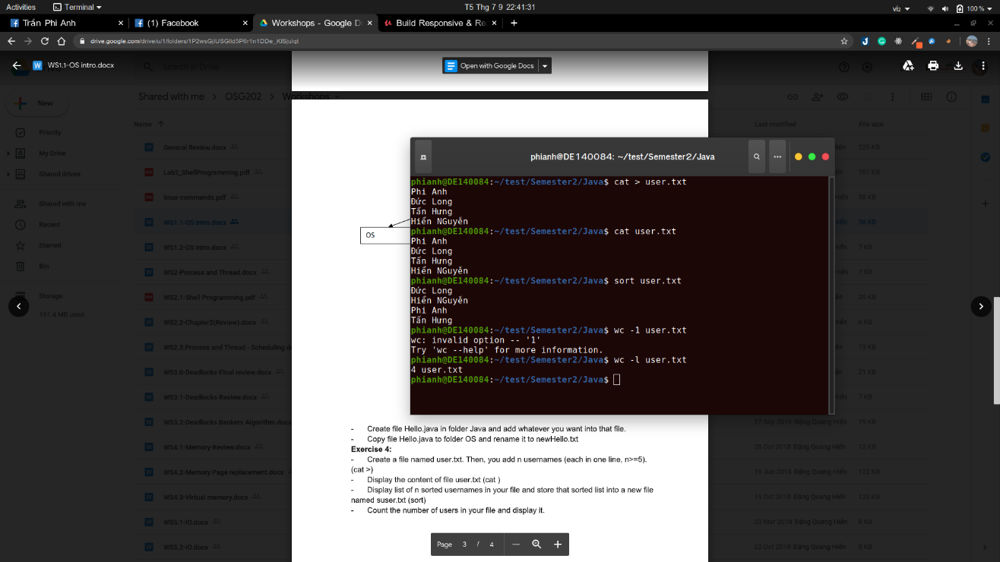 Activities
Terminal
T5 Thg 7 9 22:41:31
vi2
100 %
Trần Phi Anh
(1) Facebook
Workshops - Google D
Build Responsive & Re
drive.google.com/drive/u/1/folders/1P2wsGjIUSGlld5P6r1n1DDe_KISjuIqt
WS1.1-OS intro.docx
Search in Drive
Open with Google Docs
New
Shared with me > OSG202 > Workshops
Name
Last modified
File size
Priority
My Drive
Shared drives
Shared with me
Recent
Starred
Bin
Storage
191.4 MB used
General Review.docx
225 KB
Lab2_ShellProgramming.pdf
707 KB
linux-commands.pdf
58 KB
WS1.1-OS intro.docx
36 KB
WS1.2-OS intro.docx
7 KB
WS2-Process and Thread.docx
7 KB
WS2.1-Shell Programming.pdf
20 KB
WS2.2-Chapter2(Review).docx
6 KB
WS2.3.Process and Thread - Scheduling.d
78 KB
WS3.0-Deadlocks-Final review.docx
21 KB
WS3.1-Deadlocks-Review.docx
WS3.2-Deadlocks Bankers Algorithm.docx
27 Sep 2018 Đặng Quang Hiển
19 KB
WS4.1-Memory-Review.docx
28 Oct 2018 Đặng Quang Hiển
13 KB
WS4.2-Memory Page replacement.docx
19 Jun 2018 Đặng Quang Hiển
122 KB
WS4.3-Virtual memory.docx
Đặng Quang Hiển
WS5.1-IO.docx
23 Mar 2018 Đặng Quang Hiển
WS5.2-IO.docx
22 Oct 2018 Đặng Quang Hiển
OS
phianh@DE140084: ~/test/Semester2/Java
phianh@DE140084:~/test/Semester2/Java$ cat > user.txt
Phi Anh
Đức Long
Tấn Hưng
Hiển NGuyễn
phianh@DE140084:~/test/Semester2/Java$ cat user.txt
Phi Anh
Đức Long
Tấn Hưng
Hiển NGuyễn
phianh@DE140084:~/test/Semester2/Java$ sort user.txt
Đức Long
Hiển NGuyễn
Phi Anh
Tấn Hưng
phianh@DE140084:~/test/Semester2/Java$ wc -1 user.txt
wc: invalid option -- '1'
Try 'wc --help' for more information.
phianh@DE140084:~/test/Semester2/Java$ wc -l user.txt
4 user.txt
phianh@DE140084:~/test/Semester2/Java$
- Create file Hello.java in folder Java and add whatever you want into that file.
- Copy file Hello.java to folder OS and rename it to newHello.txt
Exercise 4:
- Create a file named user.txt. Then, you add n usernames (each in one line, n>=5).
(cat >)
- Display the content of file user.txt (cat )
- Display list of n sorted usernames in your file and store that sorted list into a new file
named suser.txt (sort)
- Count the number of users in your file and display it.
Page 3 / 4